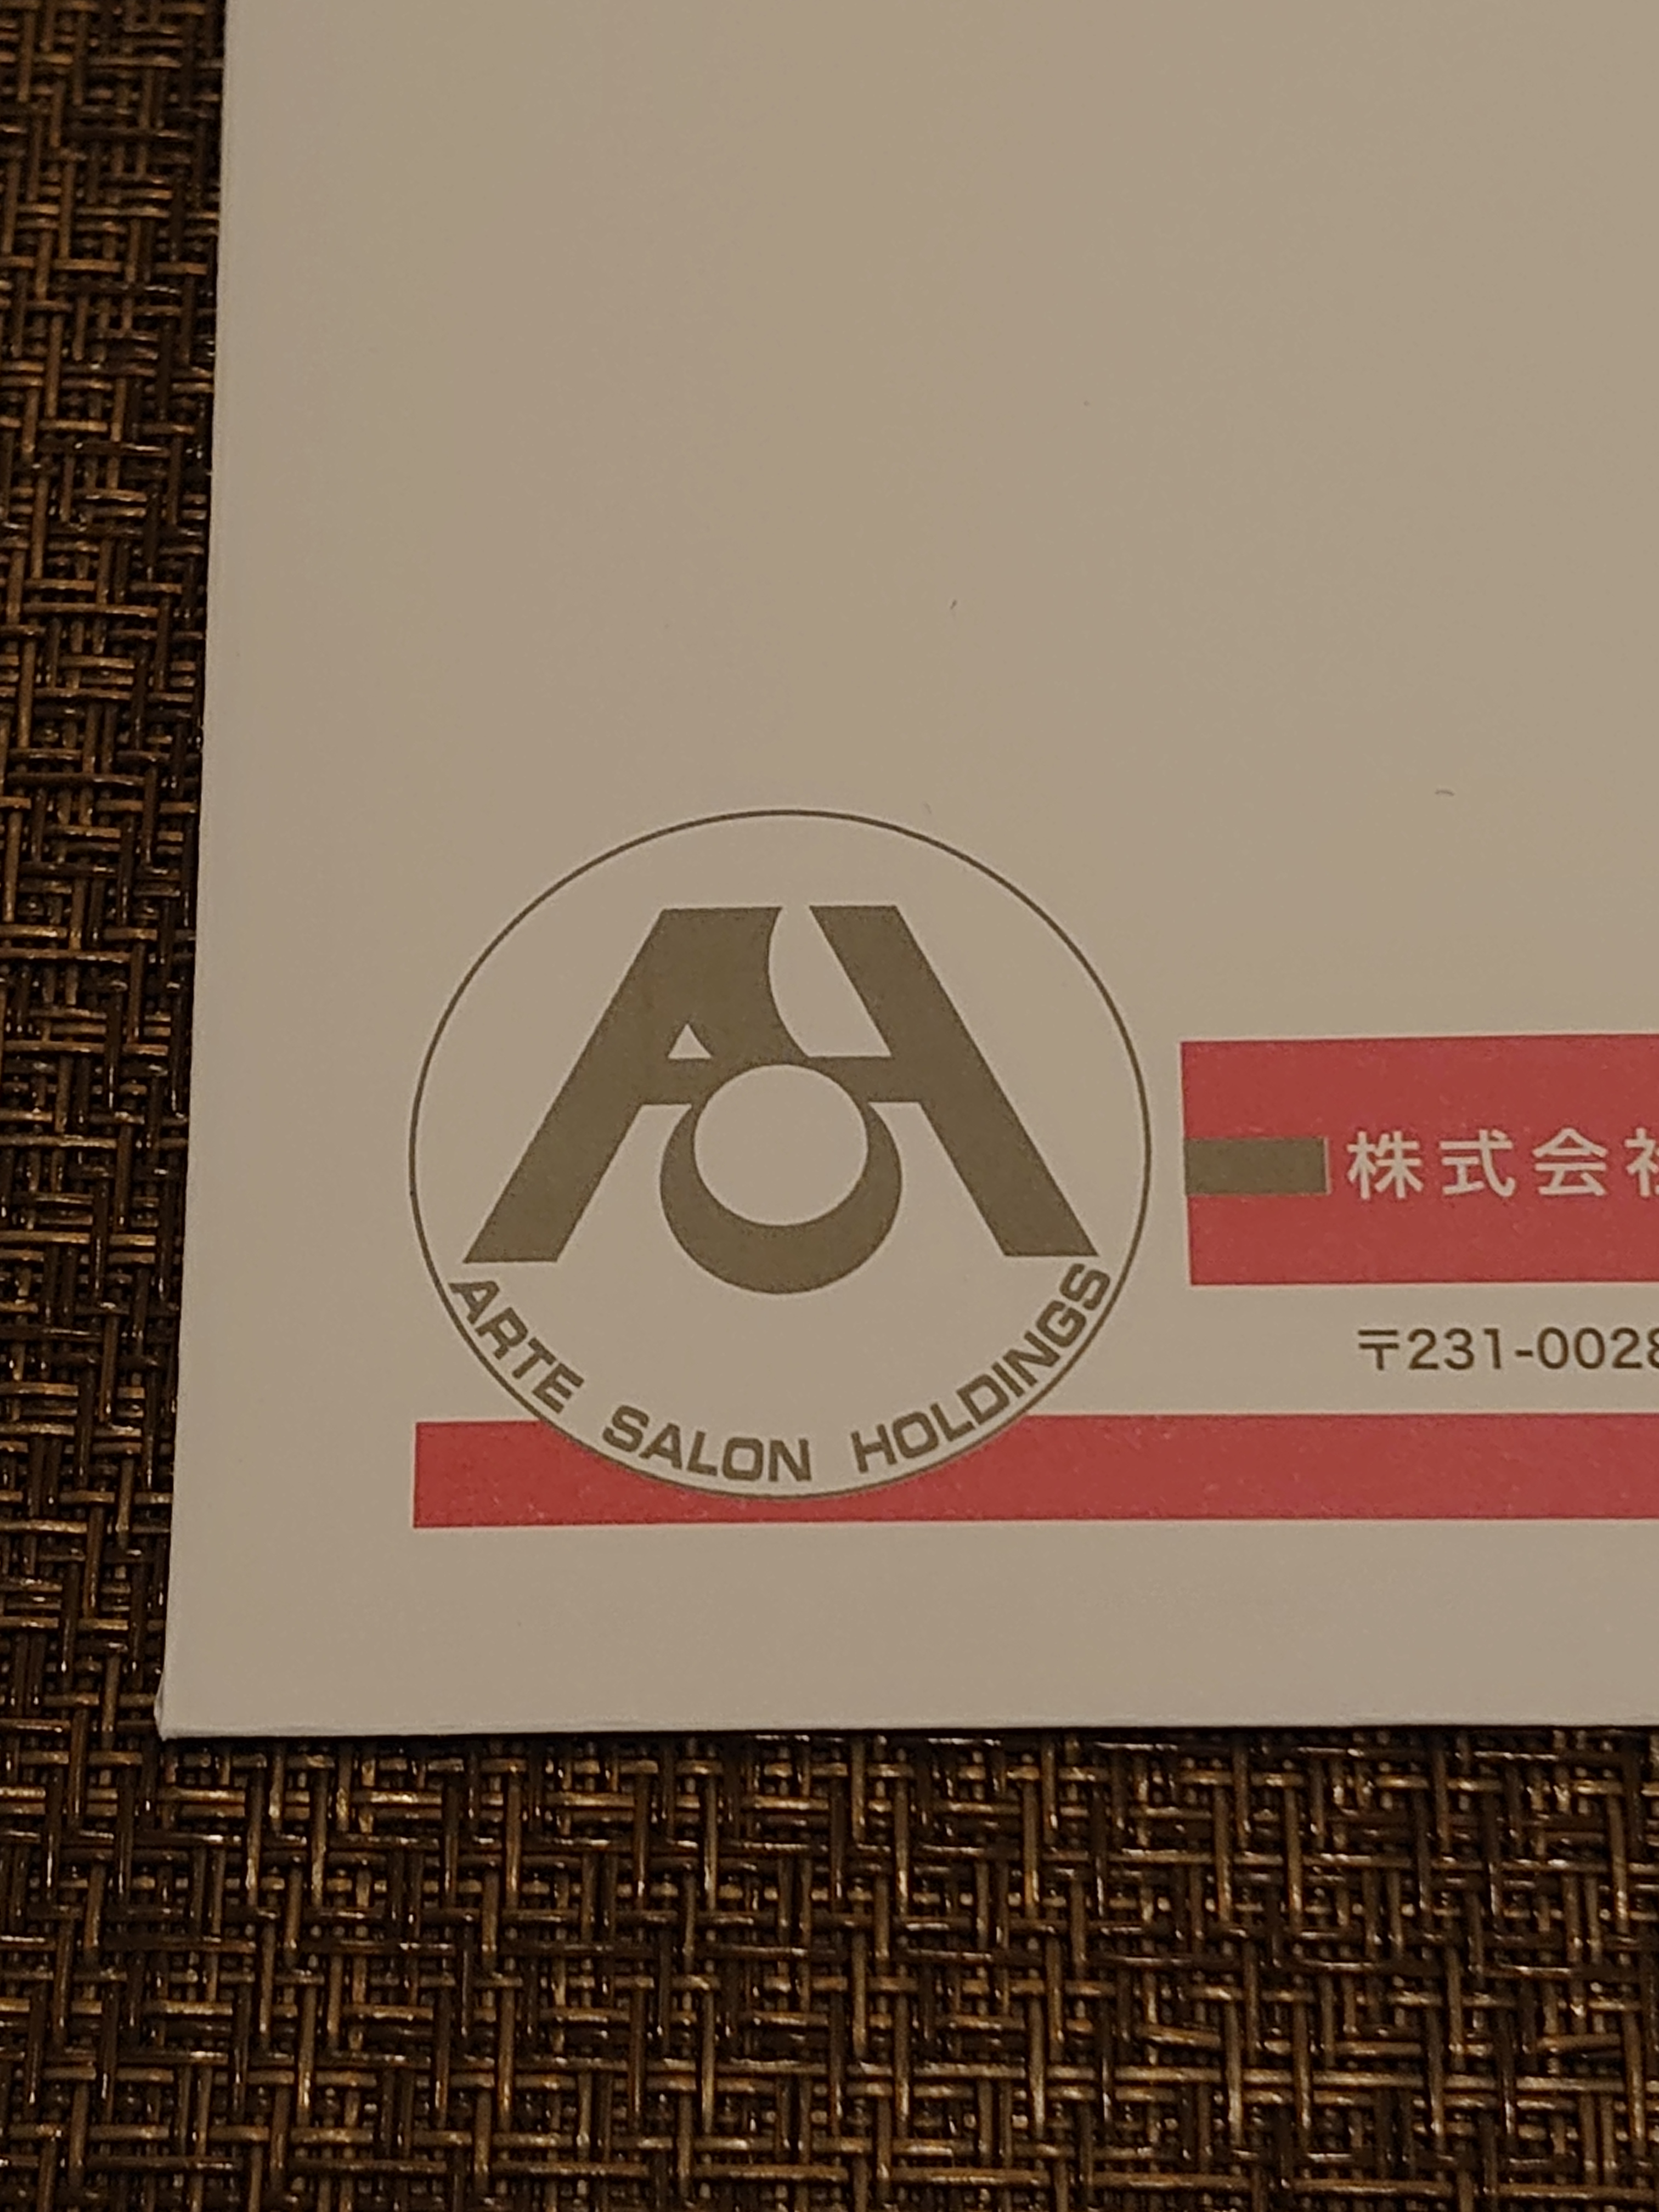 ARTE SALON HOLDINGS
株式会社
〒231-0028